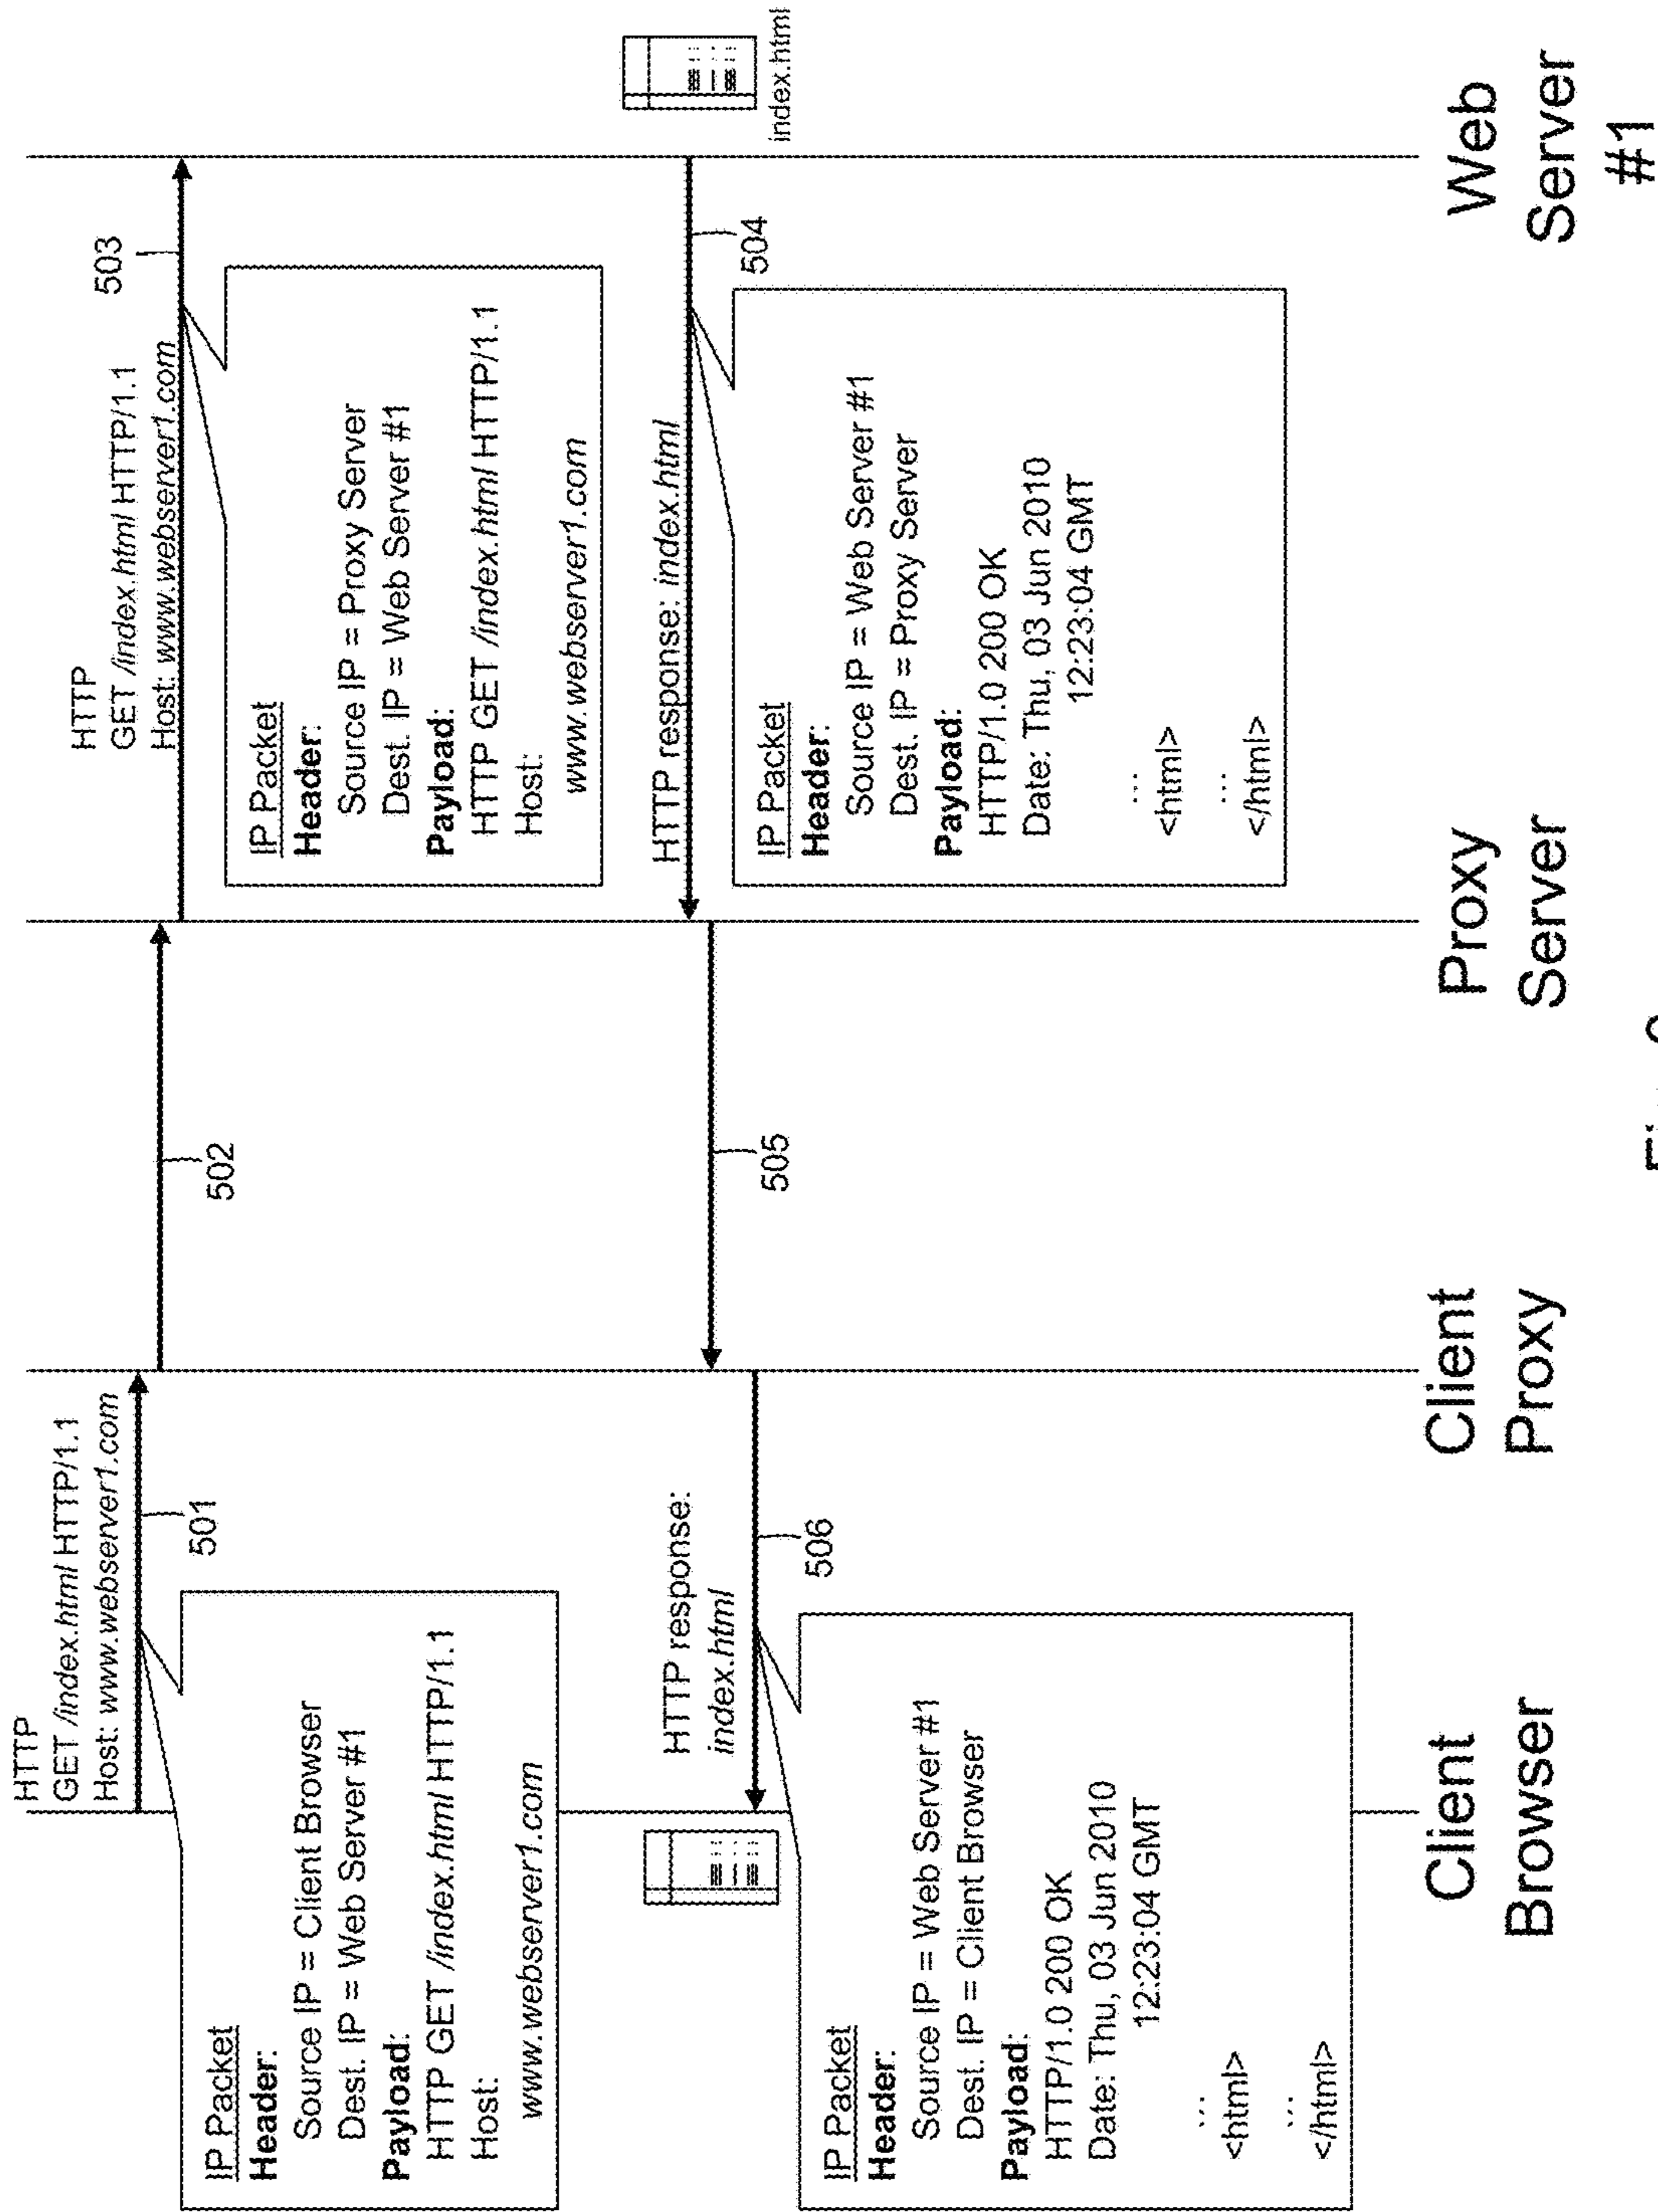 HTTP
GET /index.html HTTP/1.1
Host: www.webserver1.com
501
IP Packet
Header:
Source IP = Client Browser
Dest. IP = Web Server #1
Payload:
HTTP GET /index.html HTTP/1.1
Host:
www.webserver1.com
502
HTTP
GET /index.html HTTP/1.1
Host: www.webserver1.com
503
IP Packet
Header:
Source IP = Proxy Server
Dest. IP = Web Server #1
Payload:
HTTP GET /index.html HTTP/1.1
Host:
www.webserver1.com
index.html
HTTP response: index.html
504
IP Packet
Header:
Source IP = Web Server #1
Dest. IP = Proxy Server
Payload:
HTTP/1.0 200 OK
Date: Thu, 03 Jun 2010
12:23:04 GMT
...
<html>
...
</html>
505
HTTP response:
index.html
506
IP Packet
Header:
Source IP = Web Server #1
Dest. IP = Client Browser
Payload:
HTTP/1.0 200 OK
Date: Thu, 03 Jun 2010
12:23:04 GMT
...
<html>
...
</html>
Client
Browser
Client
Proxy
Proxy
Server
Web
Server
#1